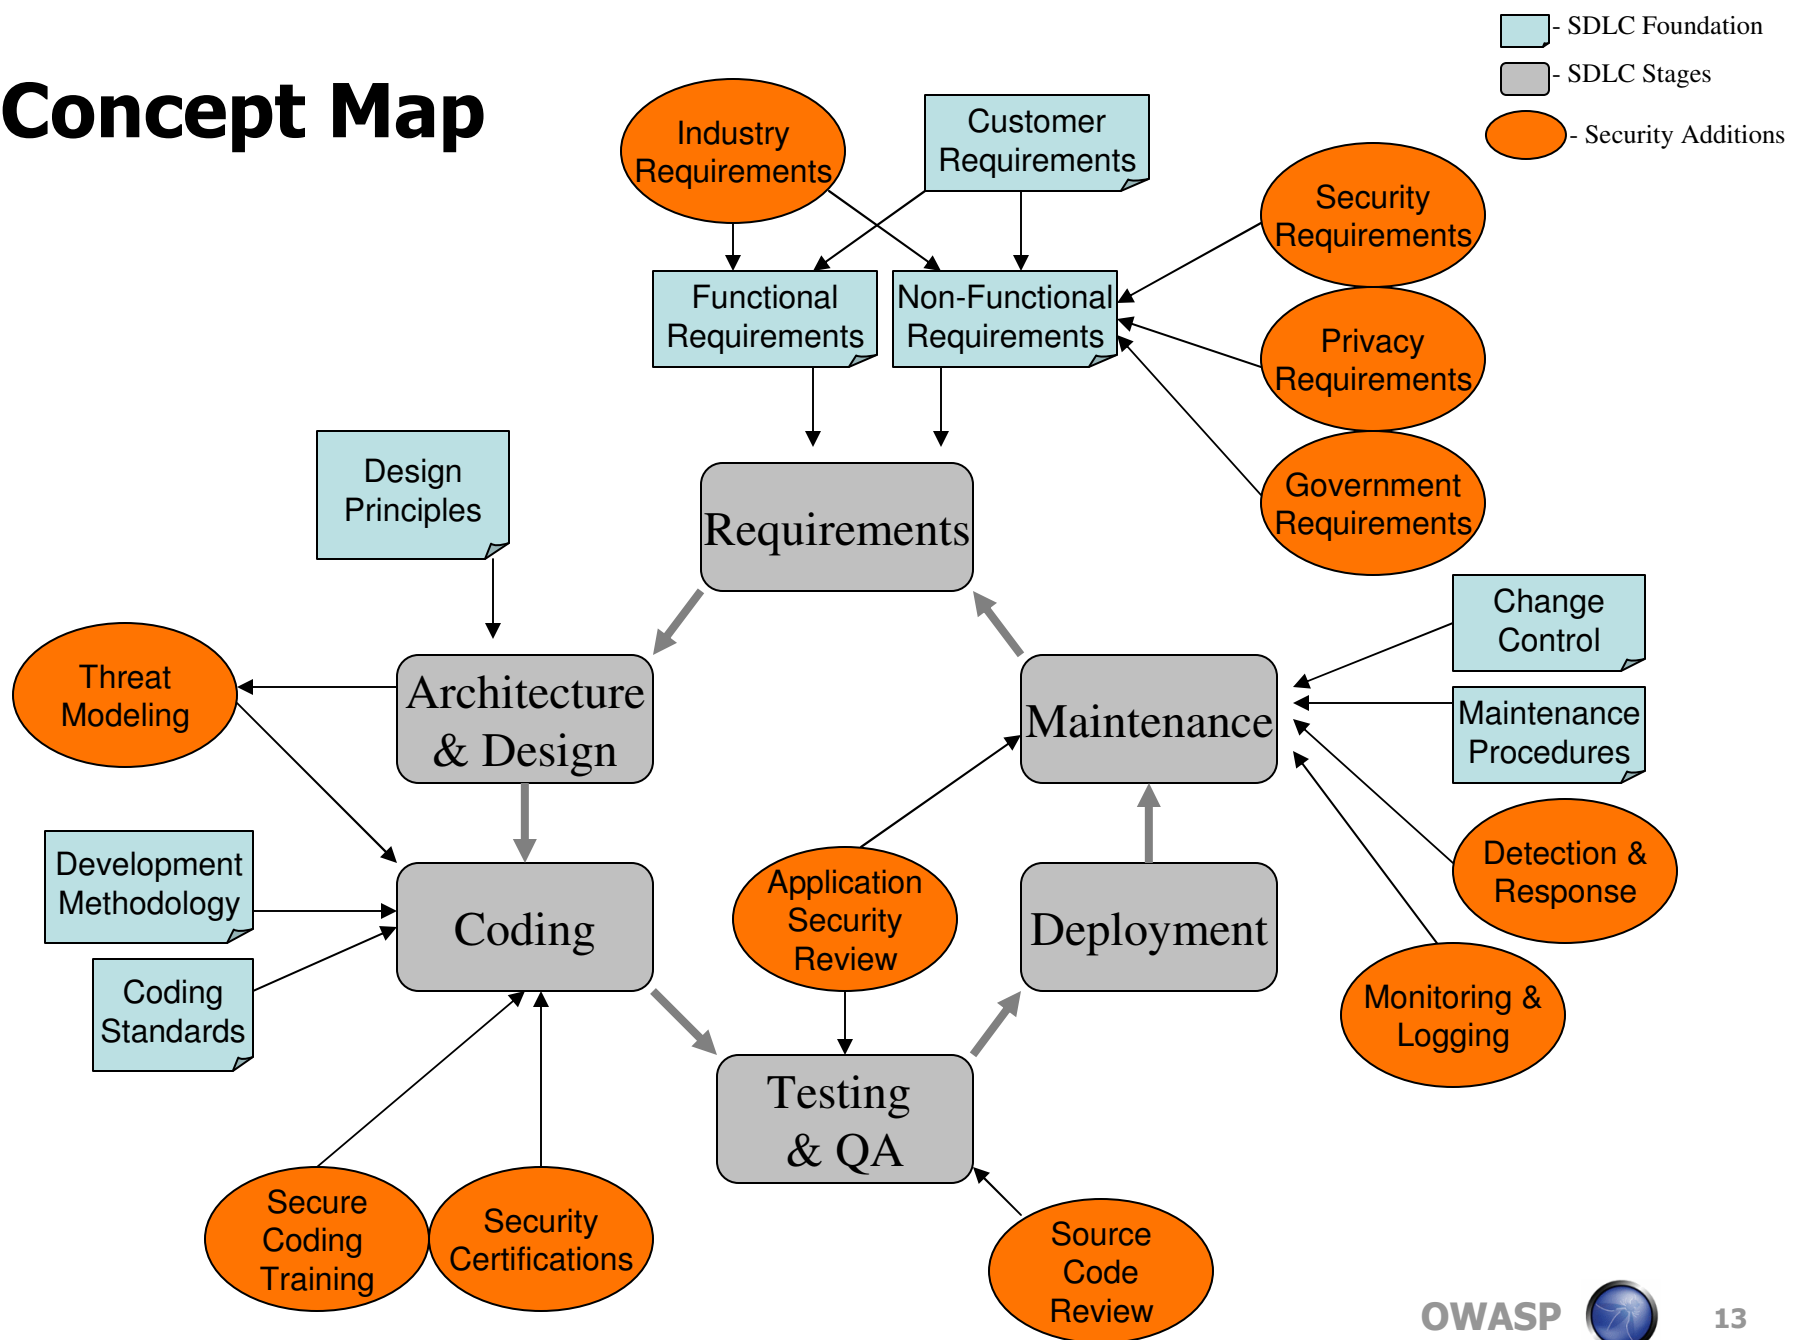 Concept Map
- SDLC Foundation
- SDLC Stages
- Security Additions
Industry
Requirements
Customer
Requirements
Security
Requirements
Functional
Requirements
Non-Functional
Requirements
Privacy
Requirements
Government
Requirements
Design
Principles
Requirements
Change
Control
Threat
Modeling
Architecture
& Design
Maintenance
Maintenance
Procedures
Development
Methodology
Coding
Application
Security
Review
Deployment
Detection &
Response
Coding
Standards
Monitoring &
Logging
Testing
& QA
Secure
Coding
Training
Security
Certifications
Source
Code
Review
OWASP
13